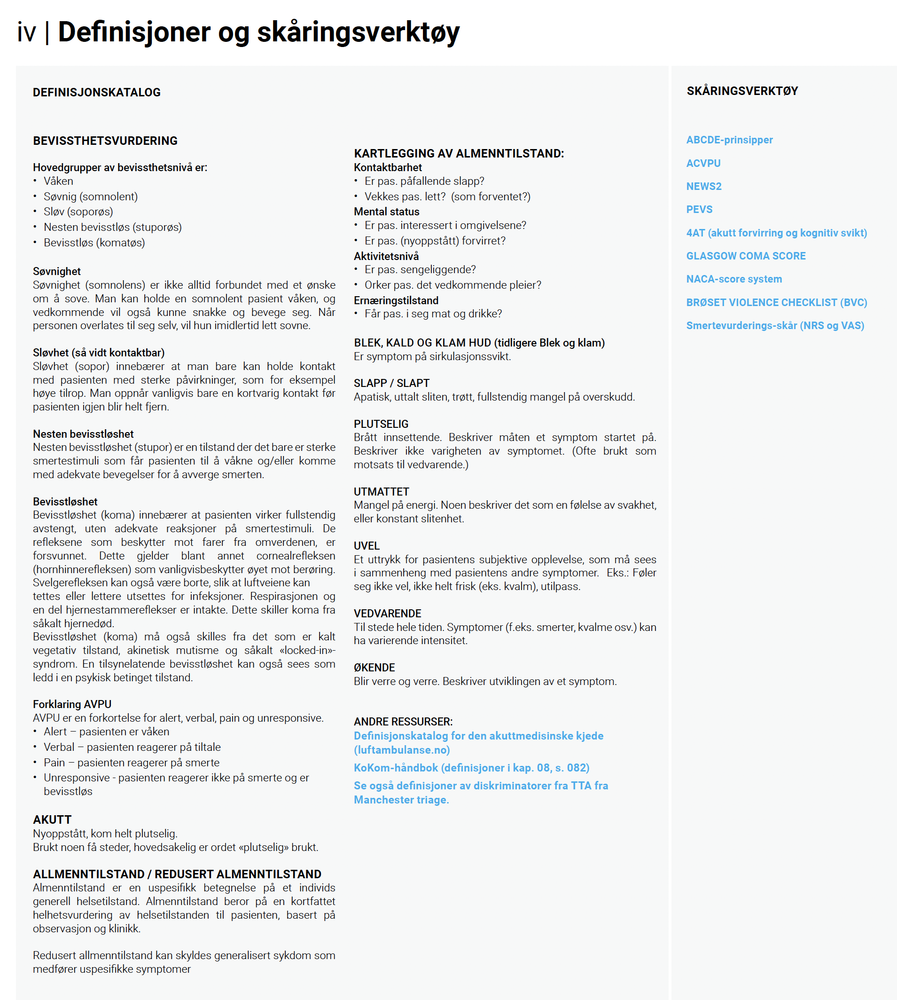 iv | Definisjoner og skåringsverktøy
DEFINISJONSKATALOG
BEVISSTHETSVURDERING
Hovedgrupper av bevissthetsnivå er:
• Våken
• Søvnig (somnolent)
• Sløv (soporøs)
• Nesten bevisstløs (stuporøs)
• Bevisstløs (komatøs)
Søvnighet
Søvnighet (somnolens) er ikke alltid forbundet med et ønske
om å sove. Man kan holde en somnolent pasient våken, og
vedkommende vil også kunne snakke og bevege seg. Når
personen overlates til seg selv, vil hun imidlertid lett sovne.
Sløvhet (så vidt kontaktbar)
Sløvhet (sopor) innebærer at man bare kan holde kontakt
med pasienten med sterke påvirkninger, som for eksempel
høye tilrop. Man oppnår vanligvis bare en kortvarig kontakt før
pasienten igjen blir helt fjern.
Nesten bevisstløshet
Nesten bevisstløshet (stupor) er en tilstand der det bare er sterke
smertestimuli som får pasienten til å våkne og/eller komme
med adekvate bevegelser for å avverge smerten.
Bevisstløshet
Bevisstløshet (koma) innebærer at pasienten virker fullstendig
avstengt, uten adekvate reaksjoner på smertestimuli. De
refleksene som beskytter mot farer fra omverdenen, er
forsvunnet. Dette gjelder blant annet cornealrefleksen
(hornhinnerefleksen) som vanligvisbeskytter øyet mot berøring.
Svelgerefleksen kan også være borte, slik at luftveiene kan
tettes eller lettere utsettes for infeksjoner. Respirasjonen og
en del hjernestammereflekser er intakte. Dette skiller koma fra
såkalt hjernedød.
Bevisstløshet (koma) må også skilles fra det som er kalt
vegetativ tilstand, akinetisk mutisme og såkalt «locked-in»-
syndrom. En tilsynelatende bevisstløshet kan også sees som
ledd i en psykisk betinget tilstand.
Forklaring AVPU
AVPU er en forkortelse for alert, verbal, pain og unresponsive.
• Alert – pasienten er våken
• Verbal – pasienten reagerer på tiltale
• Pain – pasienten reagerer på smerte
• Unresponsive - pasienten reagerer ikke på smerte og er
bevisstløs
AKUTT
Nyoppstått, kom helt plutselig.
Brukt noen få steder, hovedsakelig er ordet «plutselig» brukt.
ALLMENNTILSTAND / REDUSERT ALMENNTILSTAND
Almenntilstand er en uspesifikk betegnelse på et individs
generell helsetilstand. Almenntilstand beror på en kortfattet
helhetsvurdering av helsetilstanden til pasienten, basert på
observasjon og klinikk.
Redusert allmenntilstand kan skyldes generalisert sykdom som
medfører uspesifikke symptomer
KARTLEGGING AV ALMENNTILSTAND:
Kontaktbarhet
• Er pas. påfallende slapp?
• Vekkes pas. lett?  (som forventet?)
Mental status
• Er pas. interessert i omgivelsene?
• Er pas. (nyoppstått) forvirret?
Aktivitetsnivå
• Er pas. sengeliggende?
• Orker pas. det vedkommende pleier?
Ernæringstilstand
• Får pas. i seg mat og drikke?
BLEK, KALD OG KLAM HUD (tidligere Blek og klam)
Er symptom på sirkulasjonssvikt.
SLAPP / SLAPT
Apatisk, uttalt sliten, trøtt, fullstendig mangel på overskudd.
PLUTSELIG
Brått innsettende. Beskriver måten et symptom startet på.
Beskriver ikke varigheten av symptomet. (Ofte brukt som
motsats til vedvarende.)
UTMATTET
Mangel på energi. Noen beskriver det som en følelse av svakhet,
eller konstant slitenhet.
UVEL
Et uttrykk for pasientens subjektive opplevelse, som må sees
i sammenheng med pasientens andre symptomer.  Eks.: Føler
seg ikke vel, ikke helt frisk (eks. kvalm), utilpass.
VEDVARENDE
Til stede hele tiden. Symptomer (f.eks. smerter, kvalme osv.) kan
ha varierende intensitet.
ØKENDE
Blir verre og verre. Beskriver utviklingen av et symptom.
ANDRE RESSURSER:
Definisjonskatalog for den akuttmedisinske kjede
(luftambulanse.no)
KoKom-håndbok (definisjoner i kap. 08, s. 082)
Se også definisjoner av diskriminatorer fra TTA fra
Manchester triage.
SKÅRINGSVERKTØY
ABCDE-prinsipper
ACVPU
NEWS2
PEVS
4AT (akutt forvirring og kognitiv svikt)
GLASGOW COMA SCORE
NACA-score system
BRØSET VIOLENCE CHECKLIST (BVC)
Smertevurderings-skår (NRS og VAS)